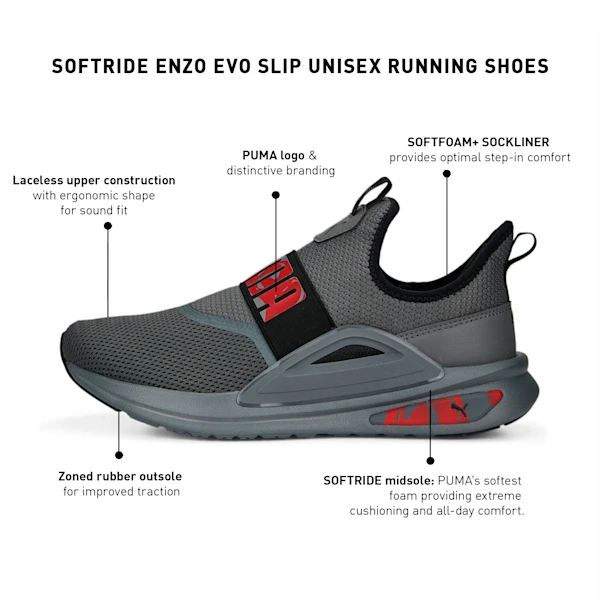 SOFTRIDE ENZO EVO SLIP UNISEX RUNNING SHOES
SOFTFOAM+ SOCKLINER
provides optimal step-in comfort
PUMA logo &
distinctive branding
Laceless upper construction
with ergonomic shape
for sound fit
Zoned rubber outsole
for improved traction
SOFTRIDE midsole: PUMA's softest
foam providing extreme
cushioning and all-day comfort.